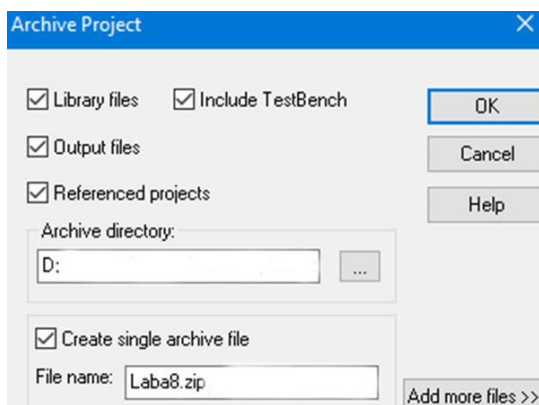 Archive Project
Library files
Include TestBench
OK
Output files
Cancel
Referenced projects
Help
Archive directory:
D:
...
Create single archive file
File name: Laba8.zip
Add more files >>